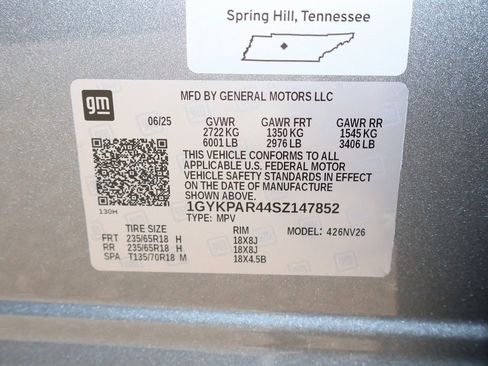 Spring Hill, Tennessee
gm
MFD BY GENERAL MOTORS LLC
06/25 GVWR GAWR FRT GAWR RR
2722 KG 1350 KG 1545 KG
6001 LB 2976 LB 3406 LB
THIS VEHICLE CONFORMS TO ALL
APPLICABLE U.S. FEDERAL MOTOR
VEHICLE SAFETY STANDARDS IN EFFECT
ON THE DATE OF MANUFACTURE
SHOWN ABOVE.
130H
1GYKPAR44SZ147852
TYPE: MPV
TIRE SIZE RIM MODEL: 426NV26
FRT 235/65R18 H 18X8J
RR 235/65R18 H 18X8J
SPA T135/70R18 M 18X4.5B